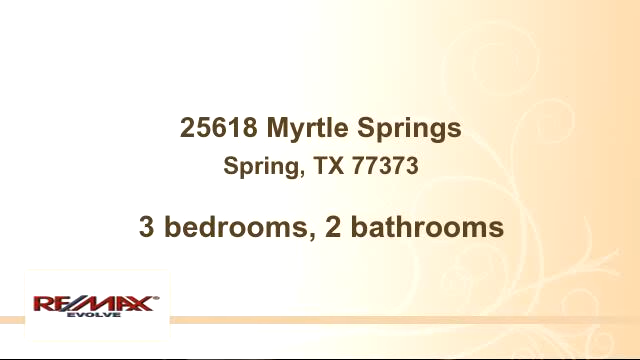 25618 Myrtle Springs
Spring, TX 77373
3 bedrooms, 2 bathrooms
RE/MAX®
EVOLVE